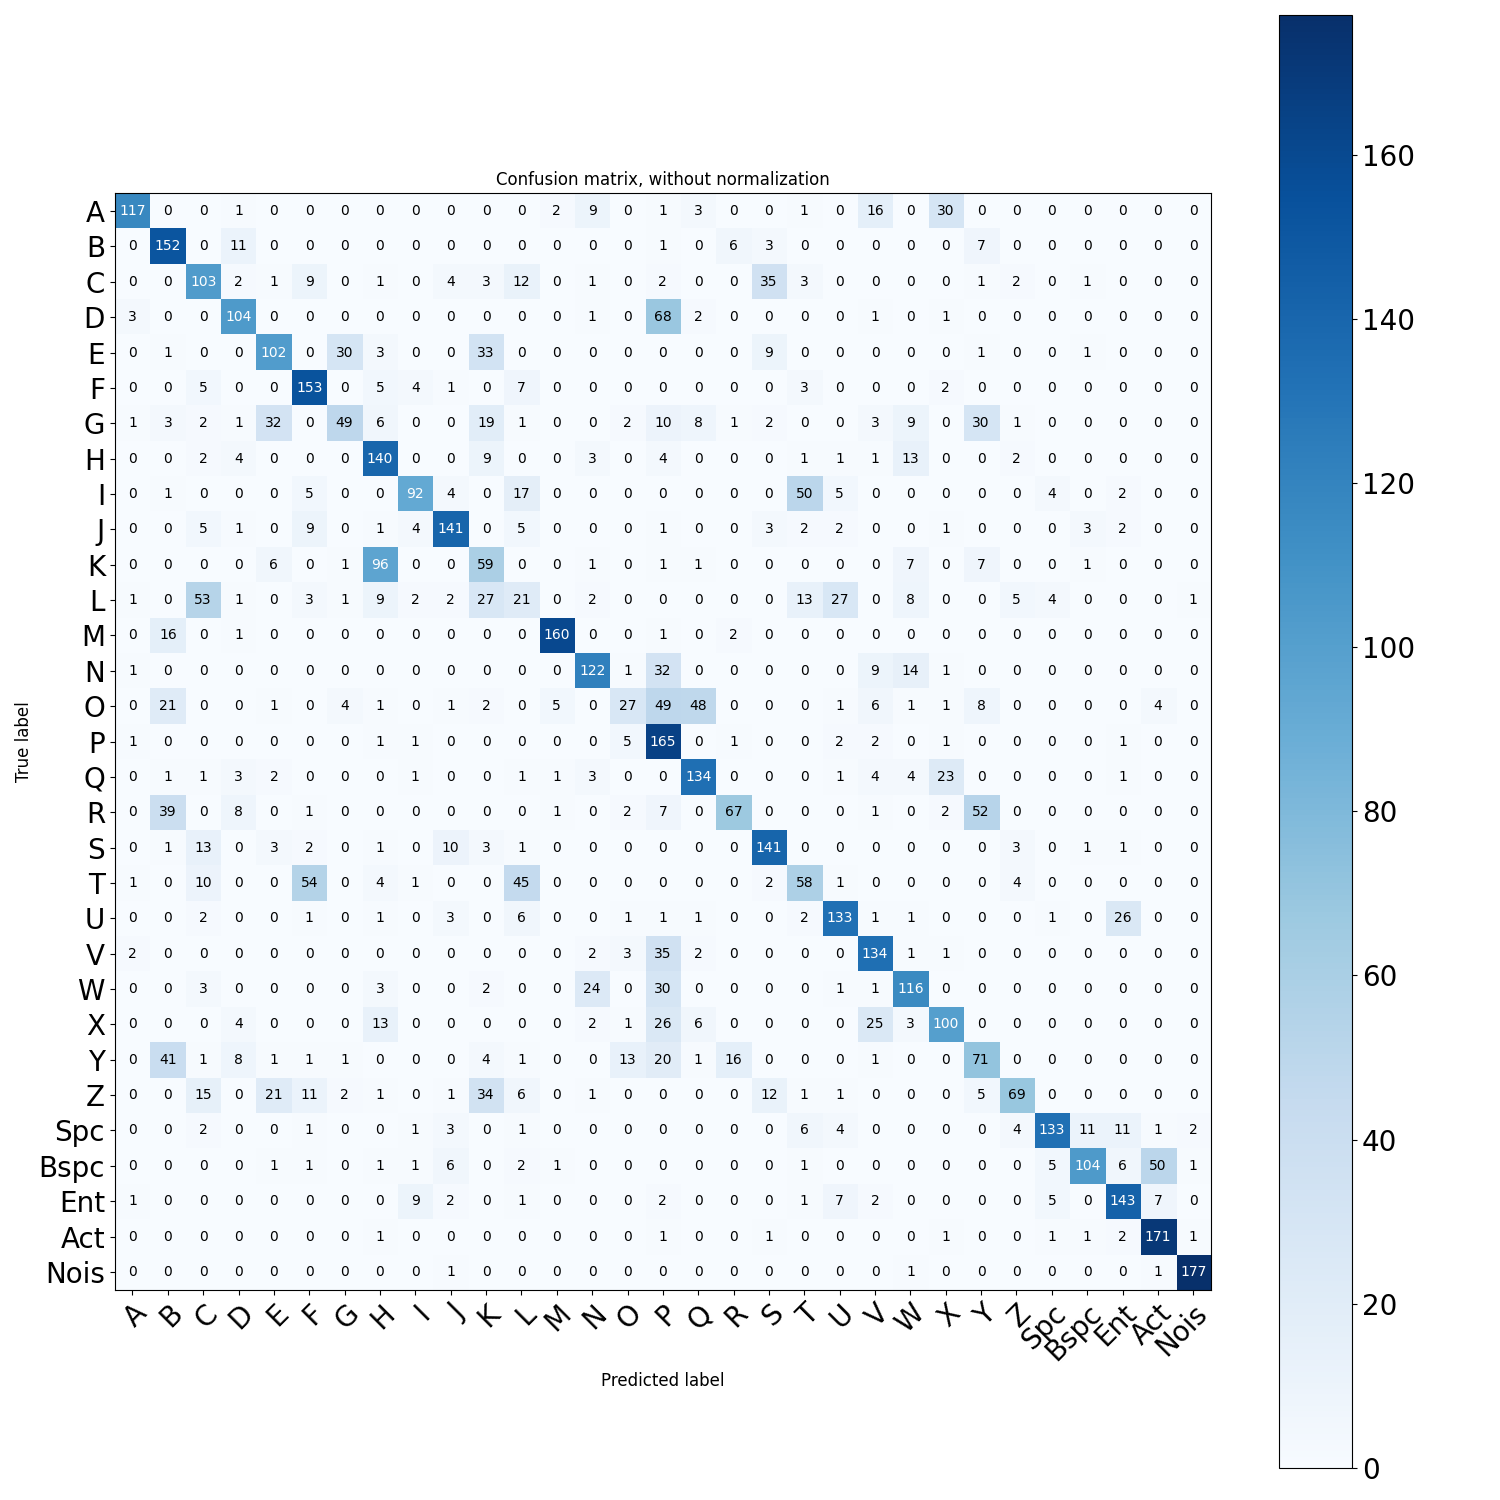 Confusion matrix, without normalization
A 117 0 0 1 0 0 0 0 0 0 0 0 2 9 0 1 3 0 0 1 0 16 0 30 0 0 0 0 0 0 0
B 0 152 0 11 0 0 0 0 0 0 0 0 0 0 0 1 0 6 3 0 0 0 0 0 7 0 0 0 0 0 0
C 0 0 103 2 1 9 0 1 0 4 3 12 0 1 0 2 0 0 35 3 0 0 0 0 1 2 0 1 0 0 0
D 3 0 0 104 0 0 0 0 0 0 0 0 0 1 0 68 2 0 0 0 0 1 0 1 0 0 0 0 0 0 0
E 0 1 0 0 102 0 30 3 0 0 33 0 0 0 0 0 0 0 9 0 0 0 0 0 1 0 0 1 0 0 0
F 0 0 5 0 0 153 0 5 4 1 0 7 0 0 0 0 0 0 0 3 0 0 0 2 0 0 0 0 0 0 0
G 1 3 2 1 32 0 49 6 0 0 19 1 0 0 2 10 8 1 2 0 0 3 9 0 30 1 0 0 0 0 0
H 0 0 2 4 0 0 0 140 0 0 9 0 0 3 0 4 0 0 0 1 1 1 13 0 0 2 0 0 0 0 0
I 0 1 0 0 0 5 0 0 92 4 0 17 0 0 0 0 0 0 0 50 5 0 0 0 0 0 4 0 2 0 0
J 0 0 5 1 0 9 0 1 4 141 0 5 0 0 0 1 0 0 3 2 2 0 0 1 0 0 0 3 2 0 0
K 0 0 0 0 6 0 1 96 0 0 59 0 0 1 0 1 1 0 0 0 0 0 7 0 7 0 0 1 0 0 0
L 1 0 53 1 0 3 1 9 2 2 27 21 0 2 0 0 0 0 0 13 27 0 8 0 0 5 4 0 0 0 1
M 0 16 0 1 0 0 0 0 0 0 0 0 160 0 0 1 0 2 0 0 0 0 0 0 0 0 0 0 0 0 0
N 1 0 0 0 0 0 0 0 0 0 0 0 0 122 1 32 0 0 0 0 0 9 14 1 0 0 0 0 0 0 0
O 0 21 0 0 1 0 4 1 0 1 2 0 5 0 27 49 48 0 0 0 1 6 1 1 8 0 0 0 0 4 0
P 1 0 0 0 0 0 0 1 1 0 0 0 0 0 5 165 0 1 0 0 2 2 0 1 0 0 0 0 1 0 0
Q 0 1 1 3 2 0 0 0 1 0 0 1 1 3 0 0 134 0 0 0 1 4 4 23 0 0 0 0 1 0 0
R 0 39 0 8 0 1 0 0 0 0 0 0 1 0 2 7 0 67 0 0 0 1 0 2 52 0 0 0 0 0 0
S 0 1 13 0 3 2 0 1 0 10 3 1 0 0 0 0 0 0 141 0 0 0 0 0 0 3 0 1 1 0 0
T 1 0 10 0 0 54 0 4 1 0 0 45 0 0 0 0 0 0 2 58 1 0 0 0 0 4 0 0 0 0 0
U 0 0 2 0 0 1 0 1 0 3 0 6 0 0 1 1 1 0 0 2 133 1 1 0 0 0 1 0 26 0 0
V 2 0 0 0 0 0 0 0 0 0 0 0 0 2 3 35 2 0 0 0 0 134 1 1 0 0 0 0 0 0 0
W 0 0 3 0 0 0 0 3 0 0 2 0 0 24 0 30 0 0 0 0 1 1 116 0 0 0 0 0 0 0 0
X 0 0 0 4 0 0 0 13 0 0 0 0 0 2 1 26 6 0 0 0 0 25 3 100 0 0 0 0 0 0 0
Y 0 41 1 8 1 1 1 0 0 0 4 1 0 0 13 20 1 16 0 0 0 1 0 0 71 0 0 0 0 0 0
Z 0 0 15 0 21 11 2 1 0 1 34 6 0 1 0 0 0 0 12 1 1 0 0 0 5 69 0 0 0 0 0
Spc 0 0 2 0 0 1 0 0 1 3 0 1 0 0 0 0 0 0 0 6 4 0 0 0 0 4 133 11 11 1 2
Bspc 0 0 0 0 1 1 0 1 1 6 0 2 1 0 0 0 0 0 0 1 0 0 0 0 0 0 5 104 6 50 1
Ent 1 0 0 0 0 0 0 0 9 2 0 1 0 0 0 2 0 0 0 1 7 2 0 0 0 0 5 0 143 7 0
Act 0 0 0 0 0 0 0 1 0 0 0 0 0 0 0 1 0 0 1 0 0 0 0 1 0 0 1 1 2 171 1
Nois 0 0 0 0 0 0 0 0 0 1 0 0 0 0 0 0 0 0 0 0 0 0 1 0 0 0 0 0 0 1 177
A B C D E F G H I J K L M N O P Q R S T U V W X Y Z Spc Bspc Ent Act Nois
Predicted label
True label
160
140
120
100
80
60
40
20
0